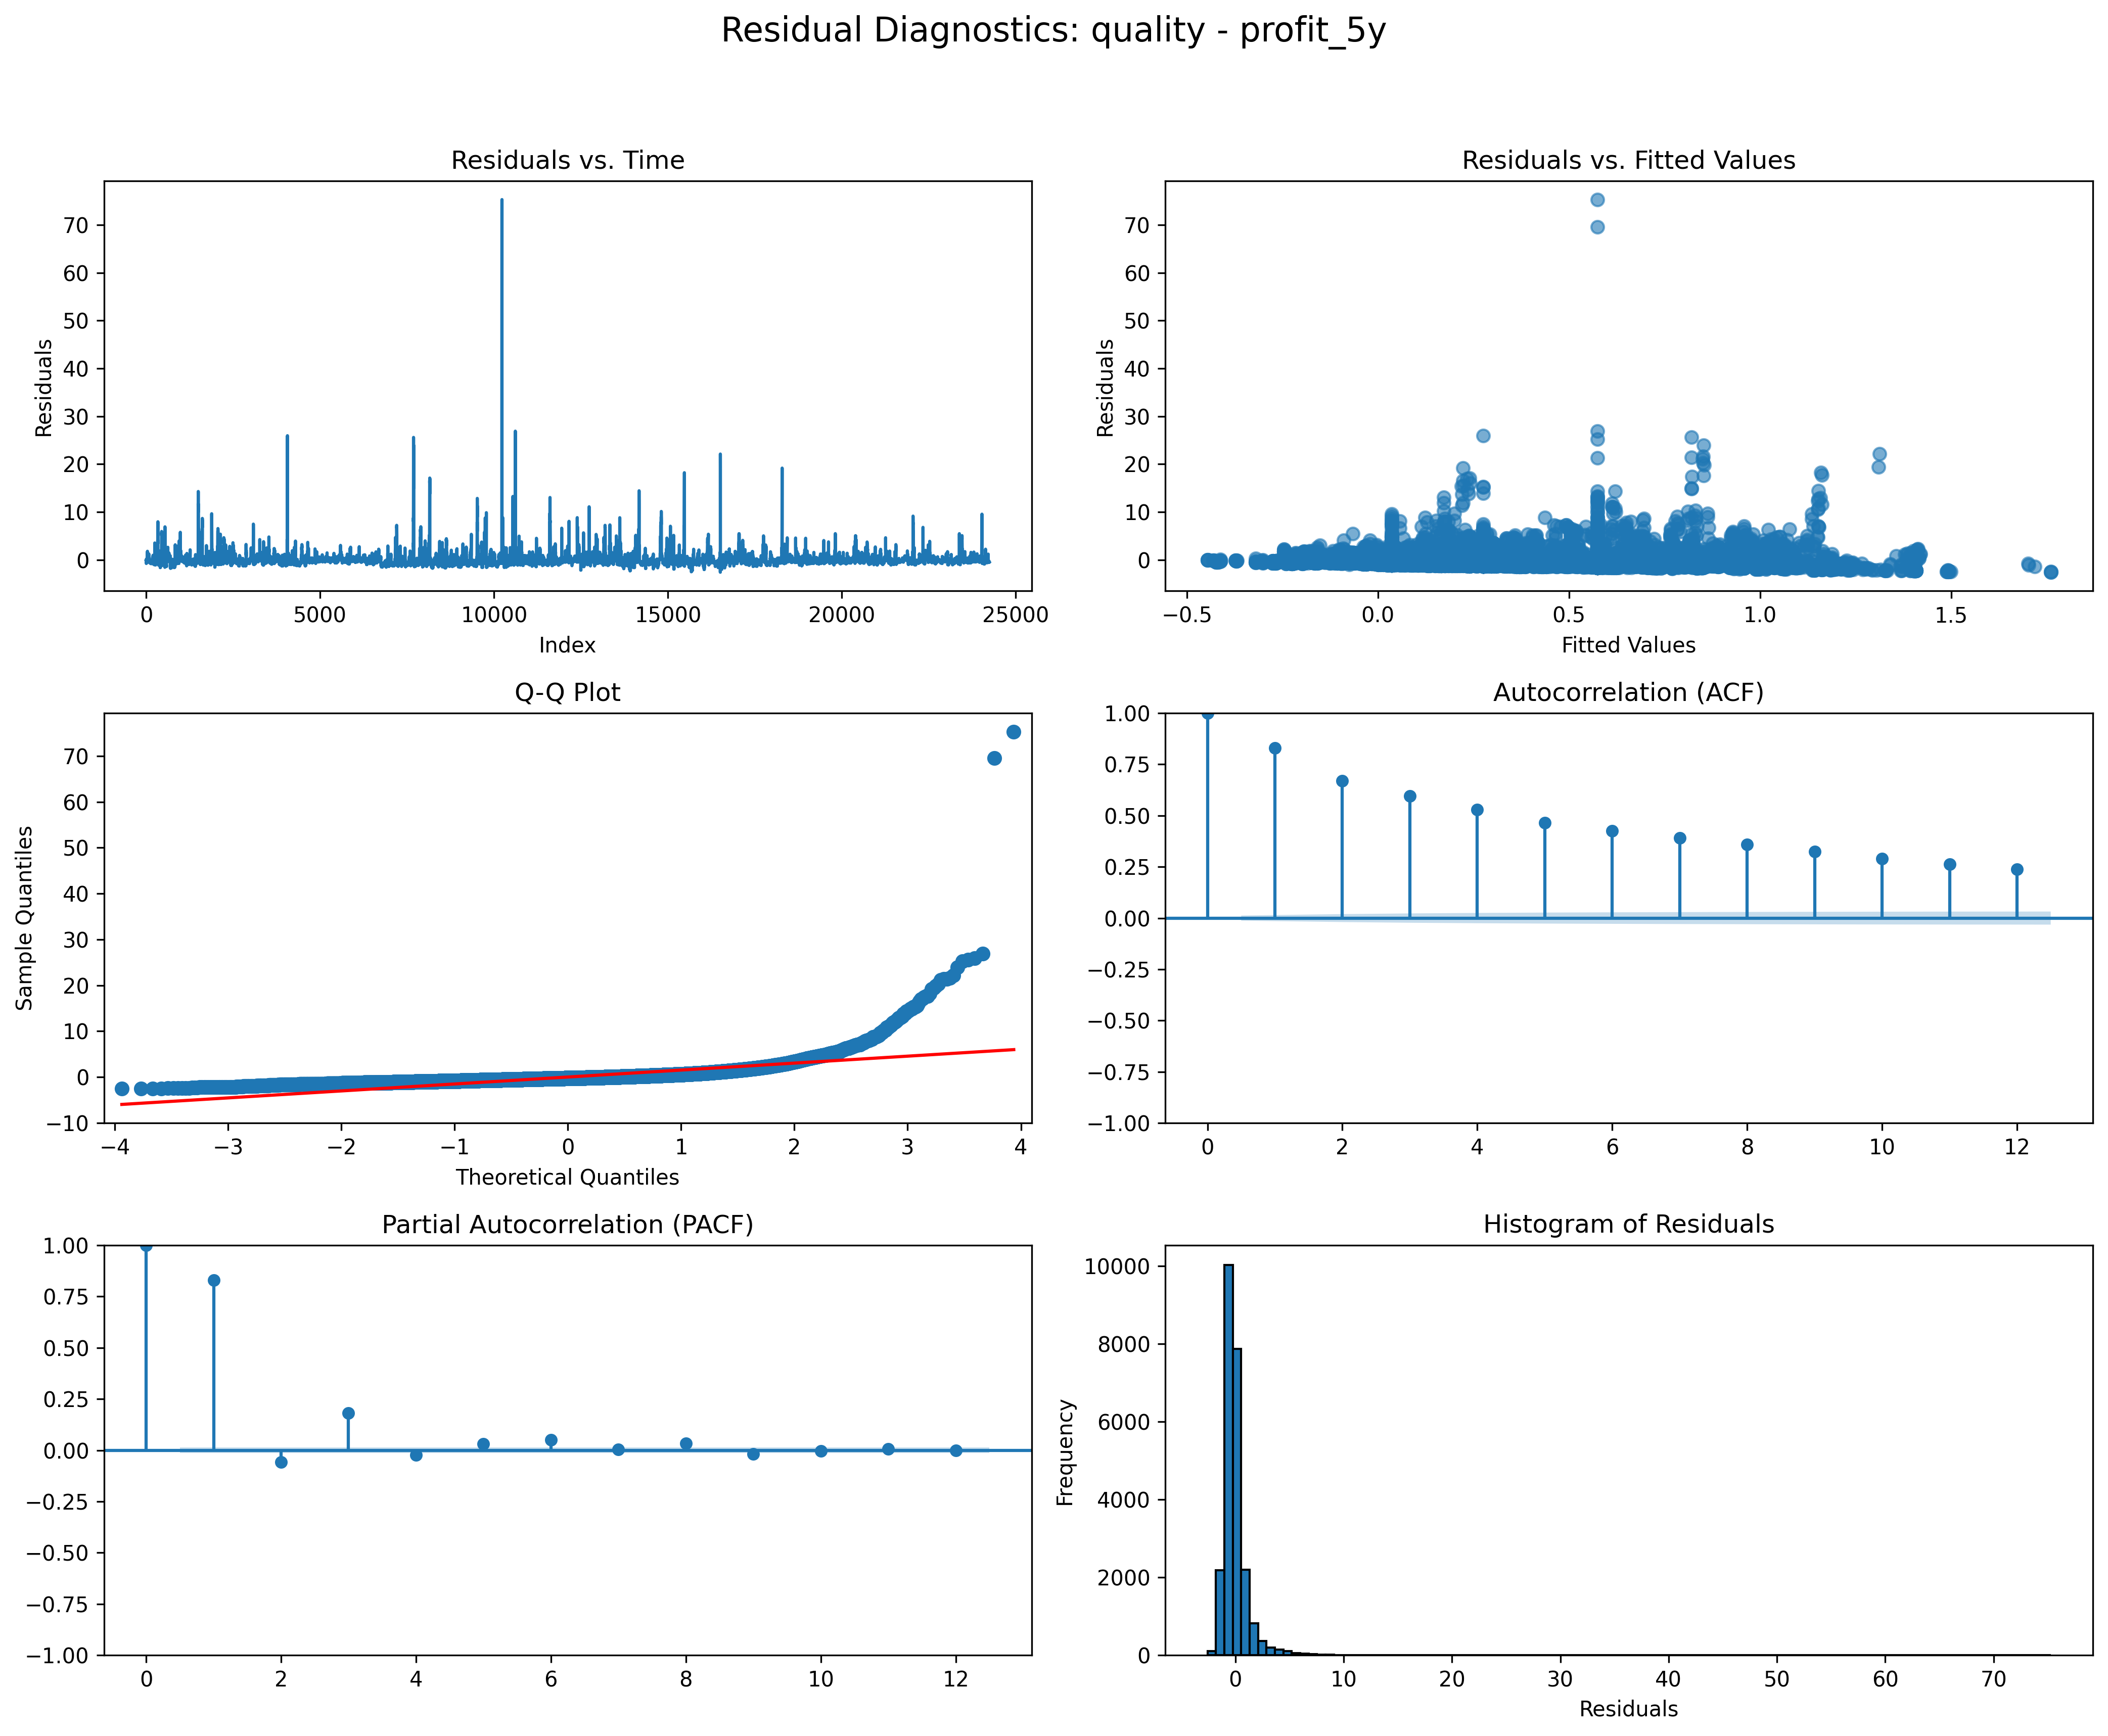 Residual Diagnostics: quality - profit_5y
Residuals vs. Time
Residuals
70
60
50
40
30
20
10
0
0 5000 10000 15000 20000 25000
Index
Residuals vs. Fitted Values
Residuals
70
60
50
40
30
20
10
0
−0.5 0.0 0.5 1.0 1.5
Fitted Values
Q-Q Plot
Sample Quantiles
70
60
50
40
30
20
10
0
−10
−4 −3 −2 −1 0 1 2 3 4
Theoretical Quantiles
Autocorrelation (ACF)
1.00
0.75
0.50
0.25
0.00
−0.25
−0.50
−0.75
−1.00
0 2 4 6 8 10 12
Partial Autocorrelation (PACF)
1.00
0.75
0.50
0.25
0.00
−0.25
−0.50
−0.75
−1.00
0 2 4 6 8 10 12
Histogram of Residuals
Frequency
10000
8000
6000
4000
2000
0
0 10 20 30 40 50 60 70
Residuals